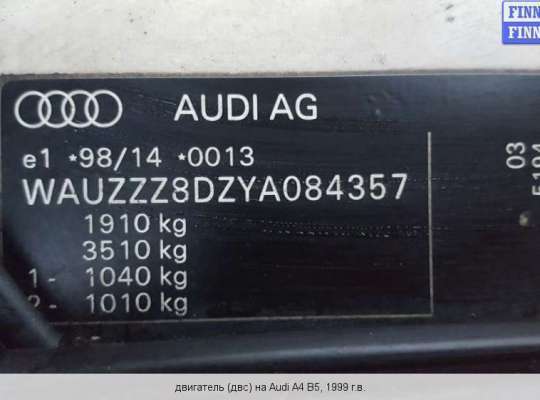 FINN
FINN
AUDI AG
e1 *98/14 *0013
WAUZZZ8DZYA084357
1910 kg
3510 kg
1- 1040 kg
2- 1010 kg
03
двигатель (двс) на Audi A4 B5, 1999 г.в.